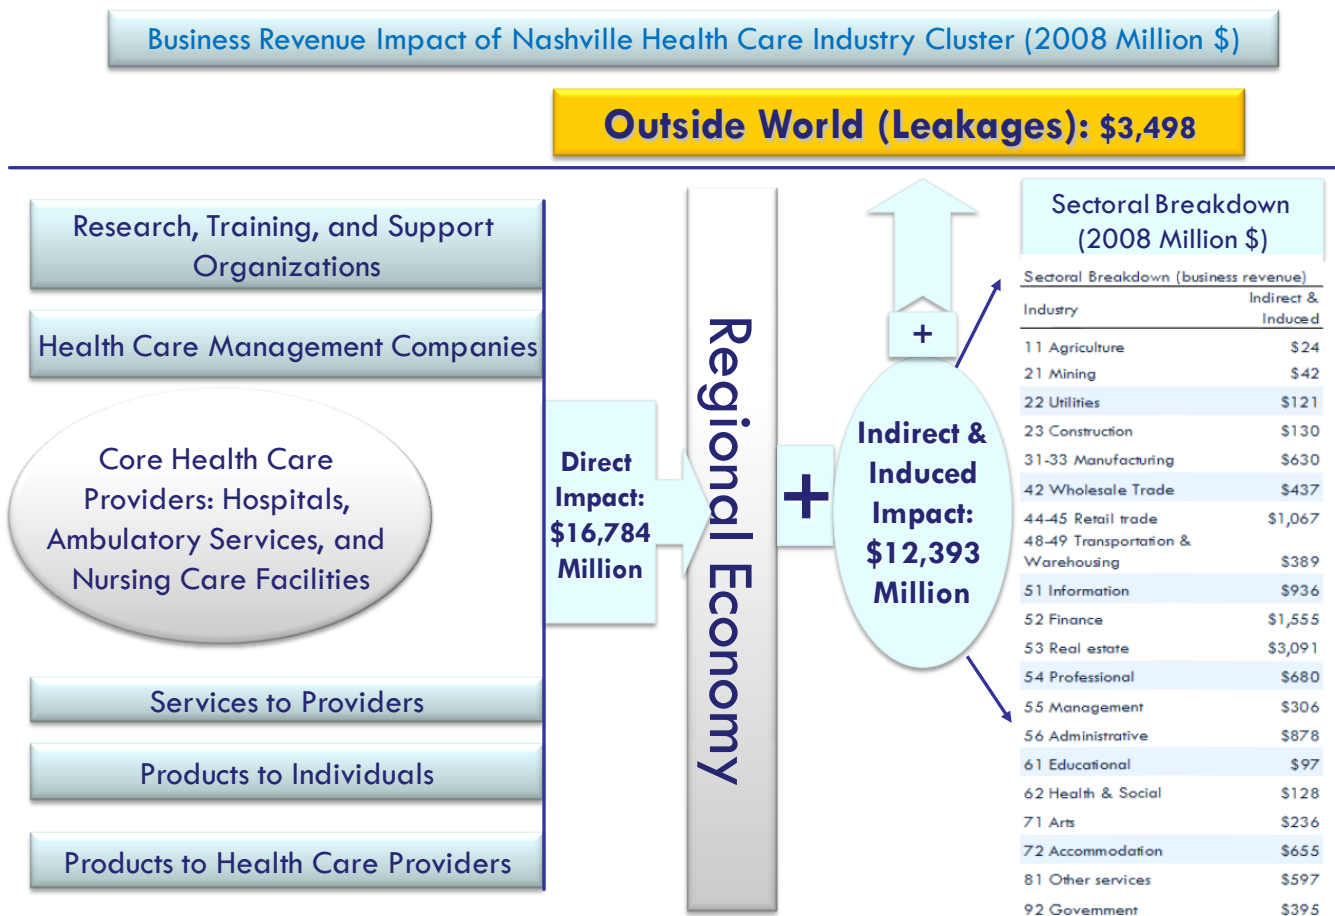 Business Revenue Impact of Nashville Health Care Industry Cluster (2008 Million $)
Outside World (Leakages): $3,498
Research, Training, and Support
Organizations
Health Care Management Companies
Core Health Care
Providers: Hospitals,
Ambulatory Services, and
Nursing Care Facilities
Services to Providers
Products to Individuals
Products to Health Care Providers
Direct
Impact:
$16,784
Million
Regional Economy
+
+
Indirect &
Induced
Impact:
$12,393
Million
Sectoral Breakdown
(2008 Million $)
Sectoral Breakdown (business revenue)
Industry Indirect &
Induced
11 Agriculture $24
21 Mining $42
22 Utilities $121
23 Construction $130
31-33 Manufacturing $630
42 Wholesale Trade $437
44-45 Retail trade $1,067
48-49 Transportation &
Warehousing $389
51 Information $936
52 Finance $1,555
53 Real estate $3,091
54 Professional $680
55 Management $306
56 Administrative $878
61 Educational $97
62 Health & Social $128
71 Arts $236
72 Accommodation $655
81 Other services $597
92 Government $395